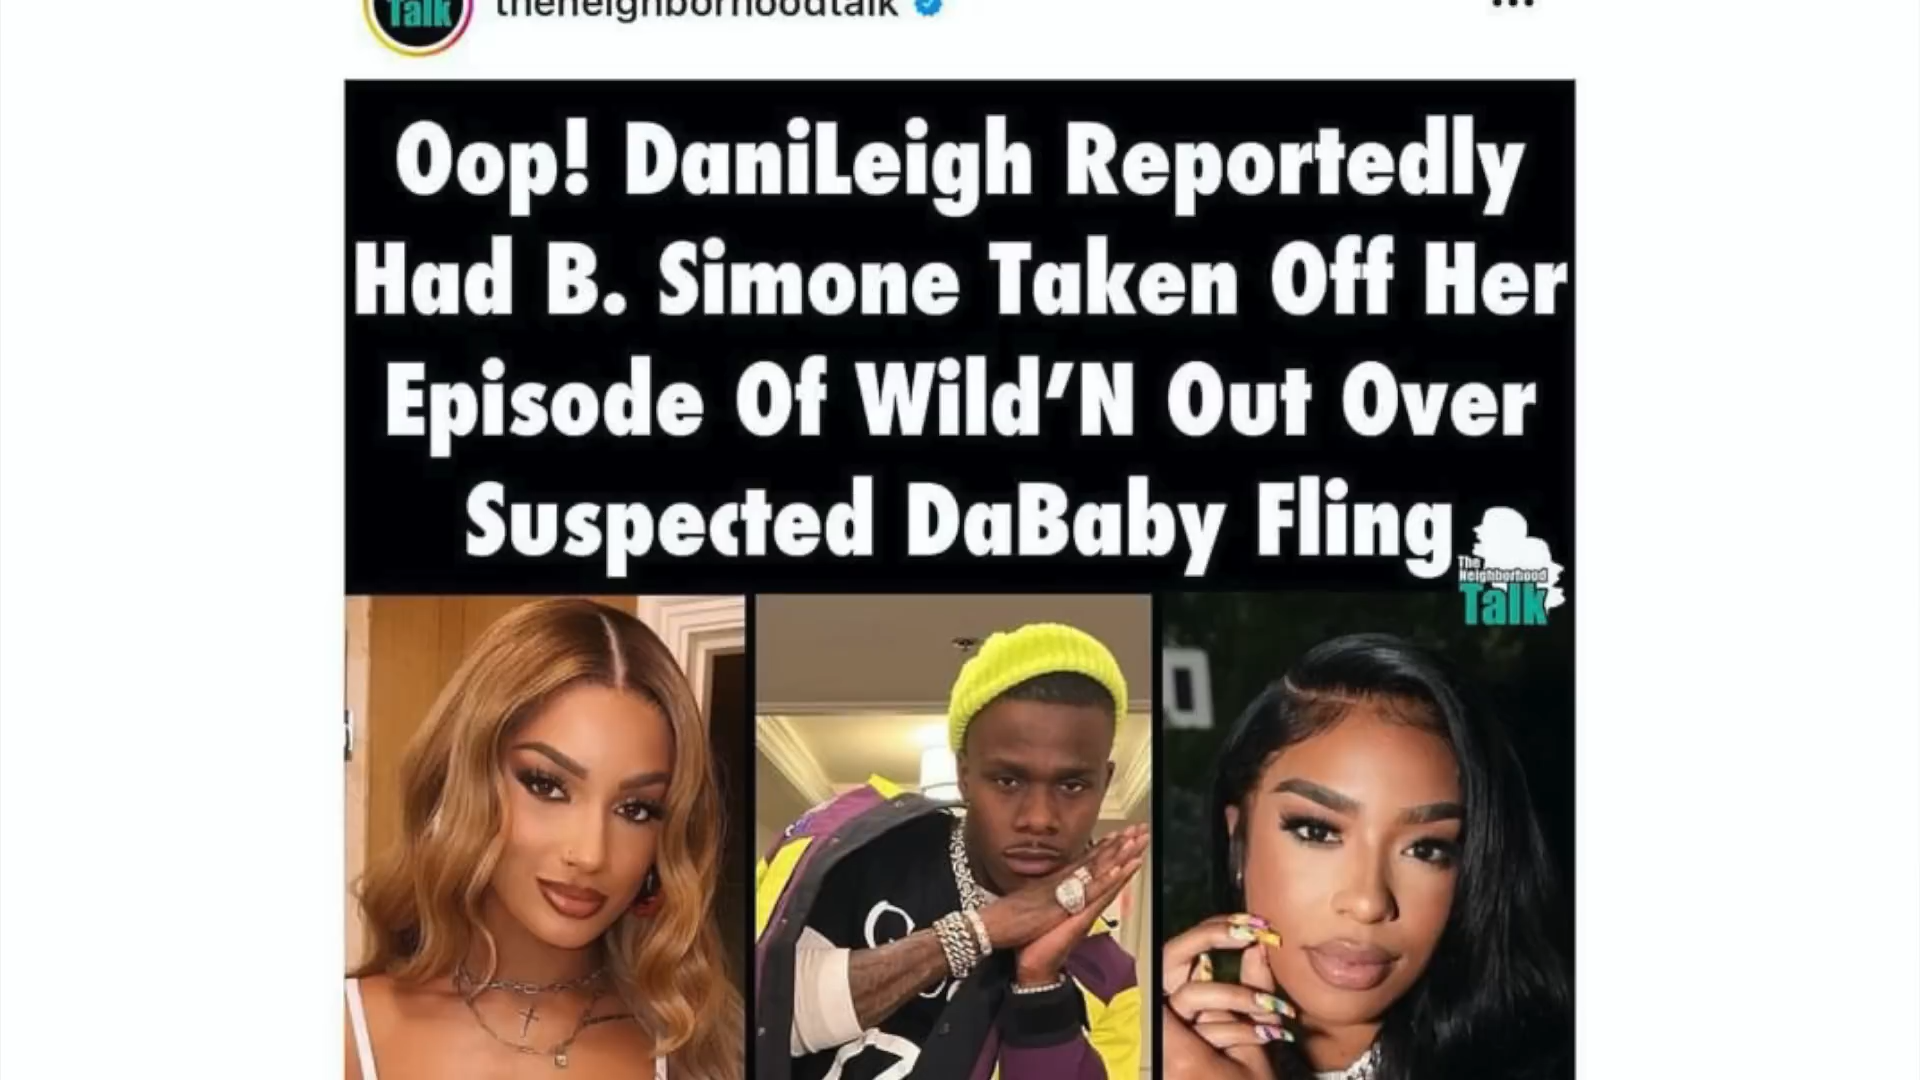 Talk theneighborhoodtalk
Oop! DaniLeigh Reportedly
Had B. Simone Taken Off Her
Episode Of Wild’N Out Over
Suspected DaBaby Fling
The
Neighborhood
Talk